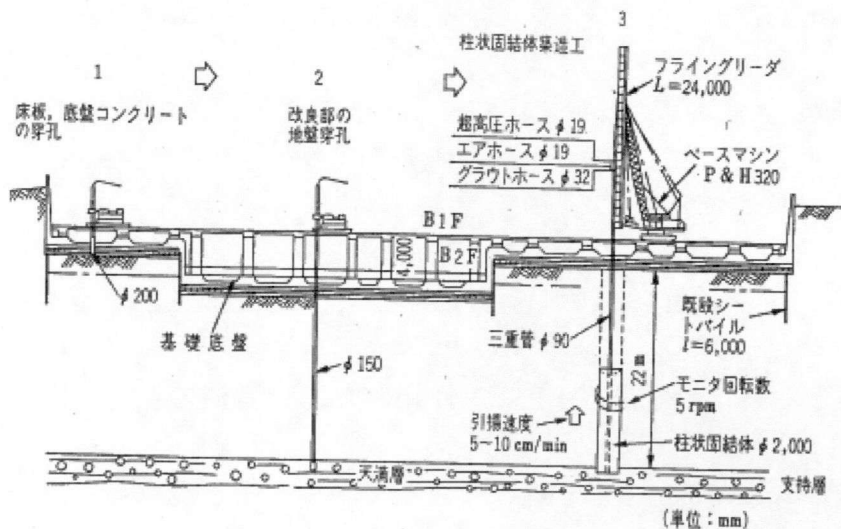 1
床板，底盤コンクリート
の穿孔
2
改良部の
地盤穿孔
3
柱状固結体築造工
フライングリーダ
L=24,000
超高圧ホース φ19
エアホース φ19
グラウトホース φ32
ベースマシン
P & H 320
B1F
B2F
4,000
φ200
基礎底盤
φ150
三重管 φ90
22m
既設シー
トパイル
l=6,000
モニタ回転数
5 rpm
引揚速度
5~10 cm/min
柱状固結体 φ2,000
天満層
支持層
(単位：mm)